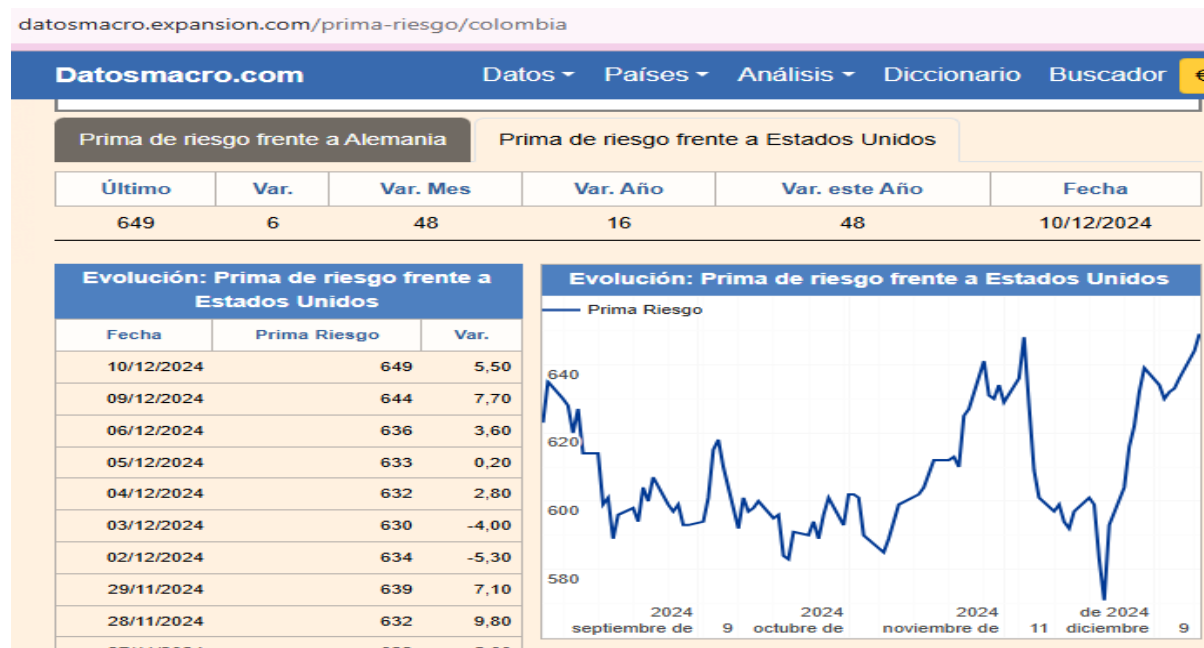 datosmacro.expansion.com/prima-riesgo/colombia
Datosmacro.com Datos Países Análisis Diccionario Buscador €
Prima de riesgo frente a Alemania Prima de riesgo frente a Estados Unidos
Último Var. Var. Mes Var. Año Var. este Año Fecha
649 6 48 16 48 10/12/2024
Evolución: Prima de riesgo frente a
Estados Unidos
Fecha Prima Riesgo Var.
10/12/2024 649 5,50
09/12/2024 644 7,70
06/12/2024 636 3,60
05/12/2024 633 0,20
04/12/2024 632 2,80
03/12/2024 630 -4,00
02/12/2024 634 -5,30
29/11/2024 639 7,10
28/11/2024 632 9,80
Evolución: Prima de riesgo frente a Estados Unidos
Prima Riesgo
640
620
600
580
2024 2024 2024 de 2024
septiembre de 9 octubre de noviembre de 11 diciembre 9